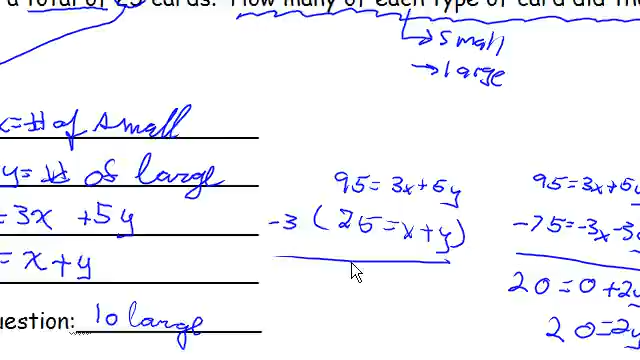 a total of 25 cards. How many of each type of card did
→ small
→ large
x=# of small
y=# of large
= 3x + 5y
= x + y
uestion: 10 large
95 = 3x + 5y
-3 ( 25 = x + y )
95 = 3x + 5y
-75 = -3x - 3y
20 = 0 + 2y
20 = 2y